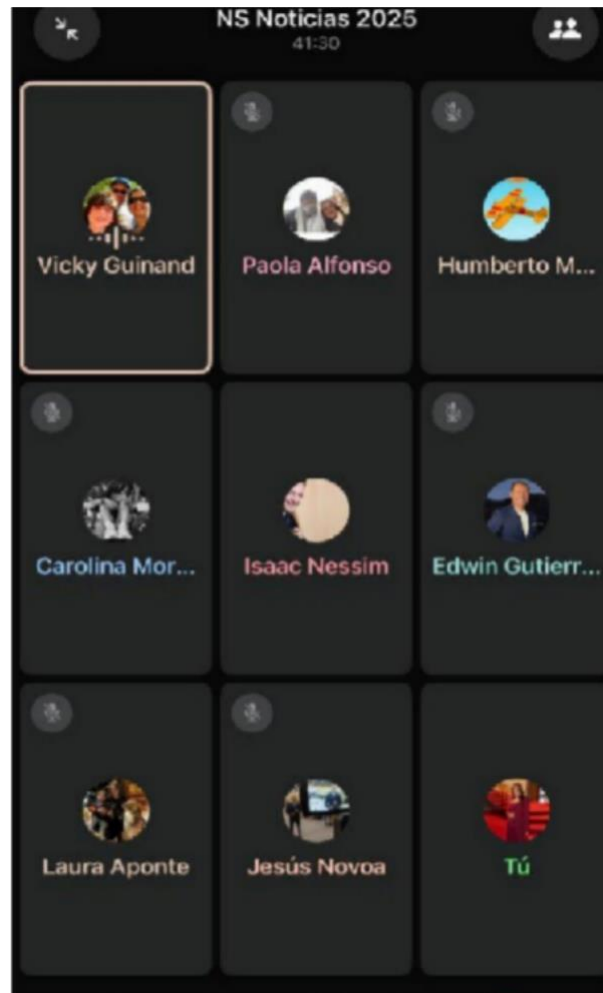 NS Noticias 2025
41:30
Vicky Guinand
Paola Alfonso
Humberto M...
Carolina Mor...
Isaac Nessim
Edwin Gutierr...
Laura Aponte
Jesús Novoa
Tú